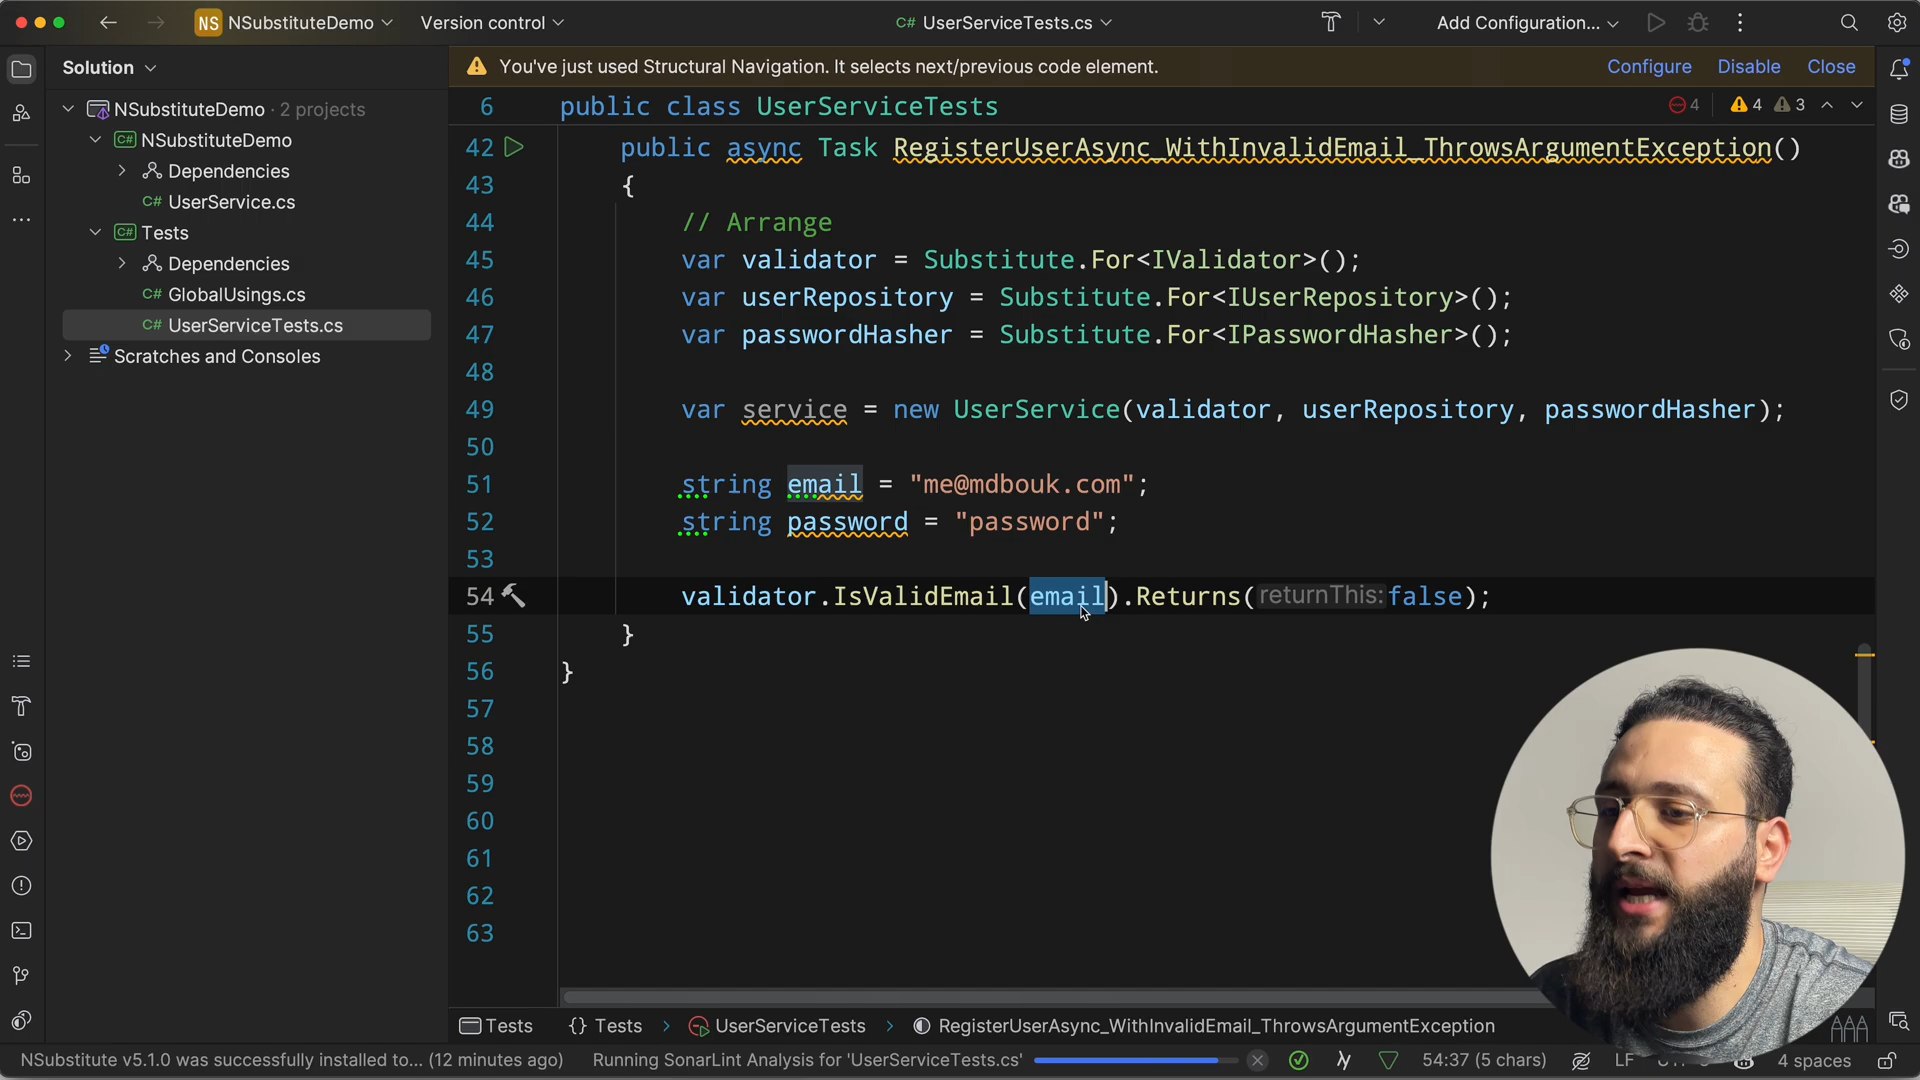 NS NSubstituteDemo
Version control
C# UserServiceTests.cs
Add Configuration...
Solution
You've just used Structural Navigation. It selects next/previous code element.
Configure
Disable
Close
NSubstituteDemo · 2 projects
C# NSubstituteDemo
Dependencies
C# UserService.cs
C# Tests
Dependencies
C# GlobalUsings.cs
C# UserServiceTests.cs
Scratches and Consoles
6 public class UserServiceTests
4 4 3
42 public async Task RegisterUserAsync_WithInvalidEmail_ThrowsArgumentException()
43 {
44 // Arrange
45 var validator = Substitute.For<IValidator>();
46 var userRepository = Substitute.For<IUserRepository>();
47 var passwordHasher = Substitute.For<IPasswordHasher>();
48
49 var service = new UserService(validator, userRepository, passwordHasher);
50
51 string email = "me@mdbouk.com";
52 string password = "password";
53
54 validator.IsValidEmail(email).Returns(returnThis:false);
55 }
56 }
57
58
59
60
61
62
63
Tests
{} Tests
UserServiceTests
RegisterUserAsync_WithInvalidEmail_ThrowsArgumentException
NSubstitute v5.1.0 was successfully installed to... (12 minutes ago)
Running SonarLint Analysis for 'UserServiceTests.cs'
54:37 (5 chars)
LF
4 spaces